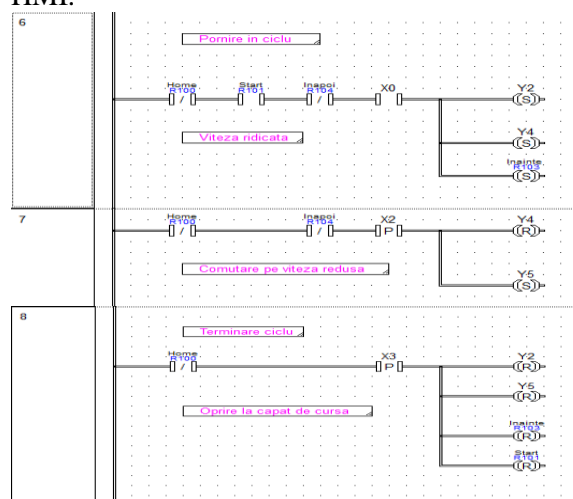 HMI.
6
Pornire in ciclu
Home Start Inapoi
R100 R101 R104 X0 Y2
/ / (S)
Viteza ridicata
Y4
(S)
Inainte
R103
(S)
7
Home Inapoi
R100 R104 X2 Y4
/ / P (R)
Comutare pe viteza redusa
Y5
(S)
8
Terminare ciclu
Home
R100 X3 Y2
/ P (R)
Y5
(R)
Oprire la capat de cursa
Inainte
R103
(R)
Start
R101
(R)